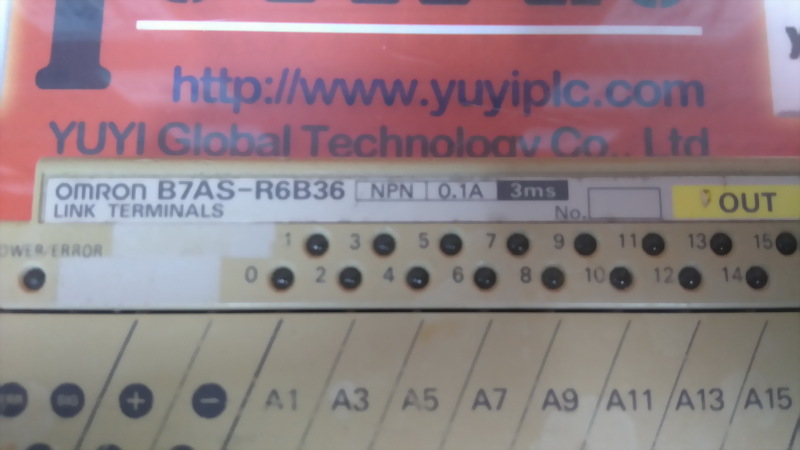 http://www.yuyiplc.com
YUYI Global Technology Co., Ltd
OMRON B7AS-R6B36 NPN 0.1A 3ms
LINK TERMINALS No. OUT
1 3 5 7 9 11 13 15
POWER/ERROR
0 2 4 6 8 10 12 14
ERR SIG + − A1 A3 A5 A7 A9 A11 A13 A15